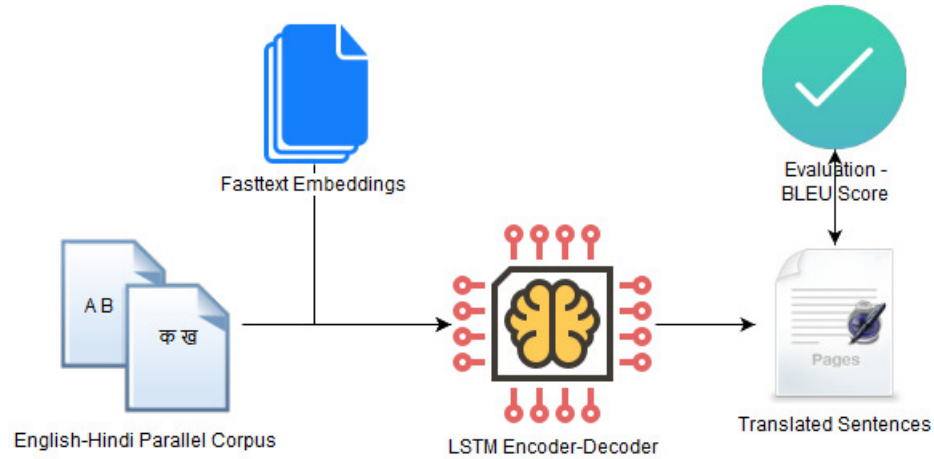 Fasttext Embeddings
Evaluation -
BLEU Score
A B
क ख
Pages
English-Hindi Parallel Corpus
LSTM Encoder-Decoder
Translated Sentences